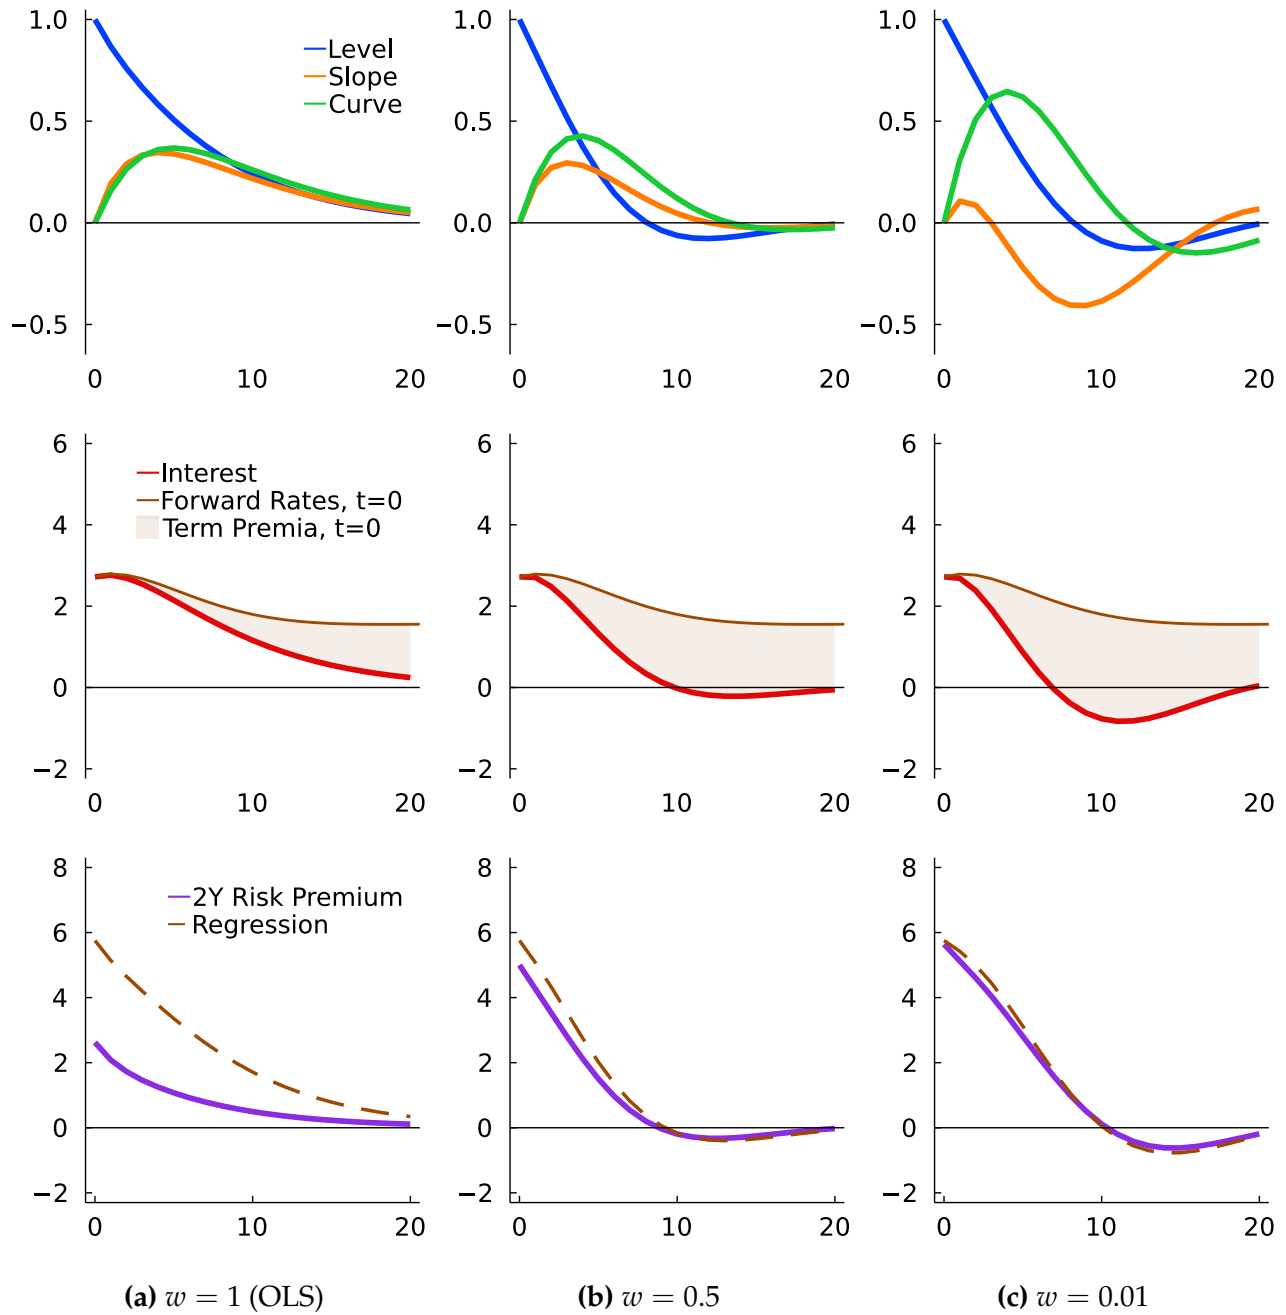 1.0
0.5
0.0
−0.5
0 10 20
Level
Slope
Curve
1.0
0.5
0.0
−0.5
0 10 20
1.0
0.5
0.0
−0.5
0 10 20
6
4
2
0
−2
0 10 20
Interest
Forward Rates, t=0
Term Premia, t=0
6
4
2
0
−2
0 10 20
6
4
2
0
−2
0 10 20
8
6
4
2
0
−2
0 10 20
2Y Risk Premium
Regression
8
6
4
2
0
−2
0 10 20
8
6
4
2
0
−2
0 10 20
(a) w = 1 (OLS)
(b) w = 0.5
(c) w = 0.01